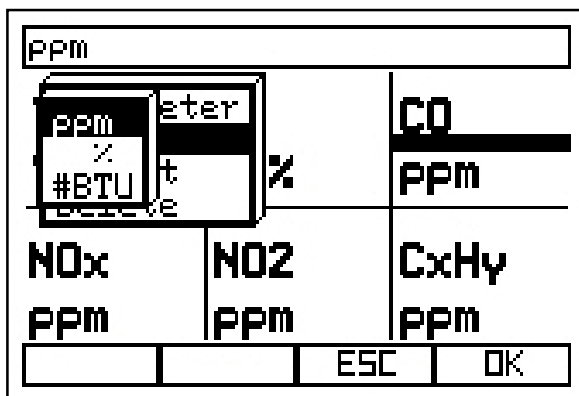 ppm
eter
ppm
%
#BTU
t
%
CO
ppm
NOx NO2 CxHy
ppm ppm ppm
ESC OK